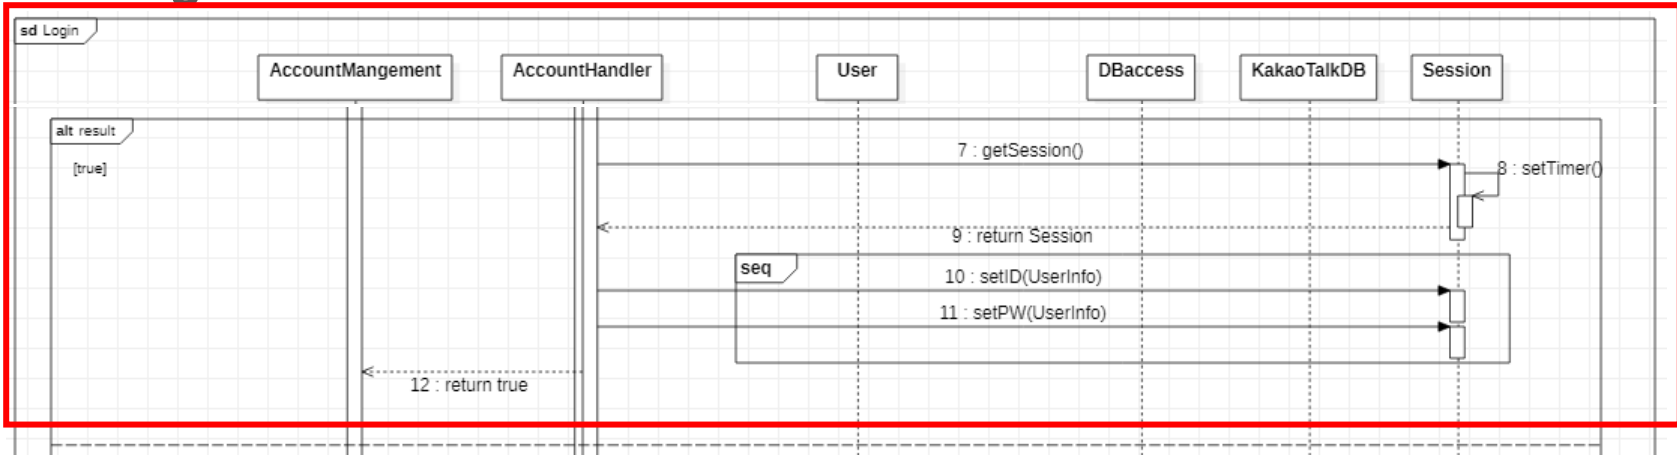 sd Login
AccountMangement
AccountHandler
User
DBaccess
KakaoTalkDB
Session
alt result
[true]
7 : getSession()
8 : setTimer()
9 : return Session
seq
10 : setID(UserInfo)
11 : setPW(UserInfo)
12 : return true